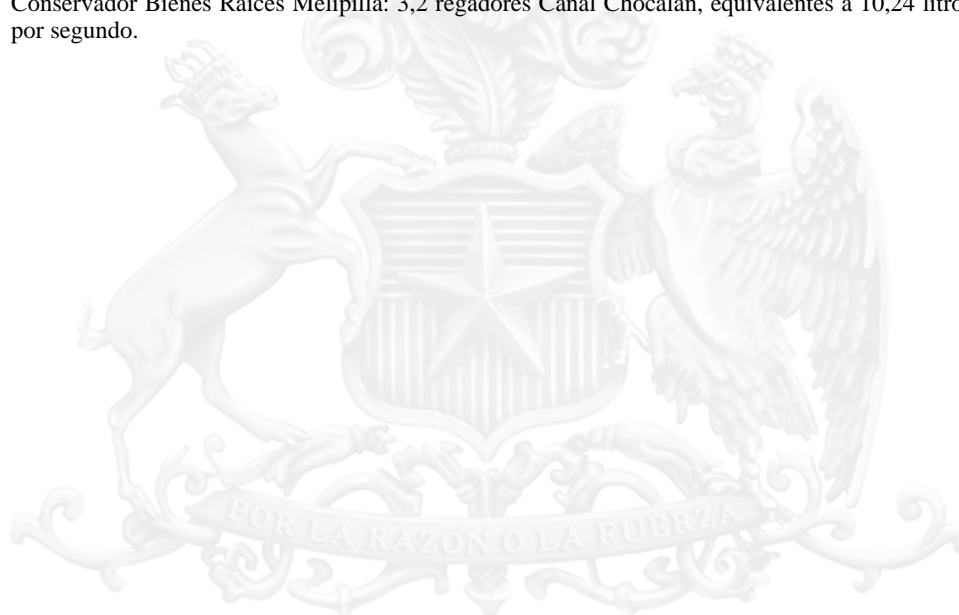 Conservador Bienes Raíces Melipilla: 3,2 regadores Canal Chocalán, equivalentes a 10,24 litro
por segundo.
POR LA RAZON O LA FUERZA